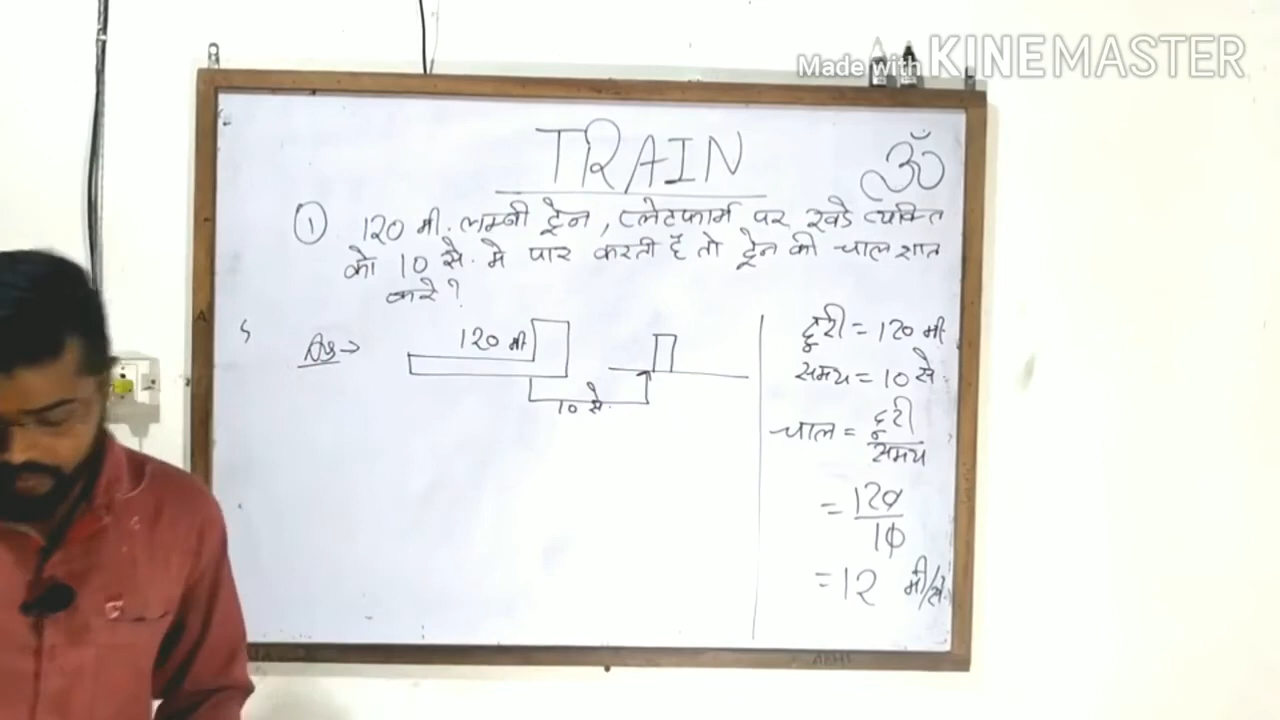 Made with KINEMASTER
TRAIN
ॐ
① 120 मी. लम्बी ट्रेन, प्लेटफार्म पर खडे व्यक्ति
को 10 से. मे पार करती हैं तो ट्रेन की चाल ज्ञात
करे?
Ans →
120 मी
10 से.
दूरी = 120 मी.
समय = 10 से.
चाल = दूरी
समय
= 120
10
= 12 मी/से.